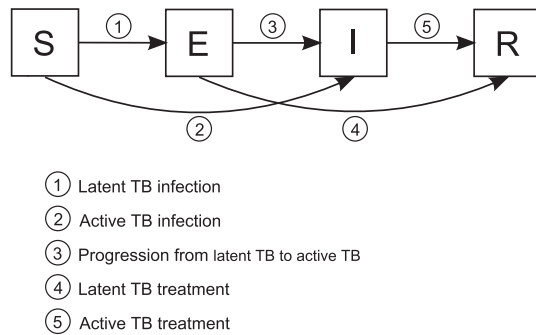 S 1 E 3 I 5 R
2 4
1 Latent TB infection
2 Active TB infection
3 Progression from latent TB to active TB
4 Latent TB treatment
5 Active TB treatment